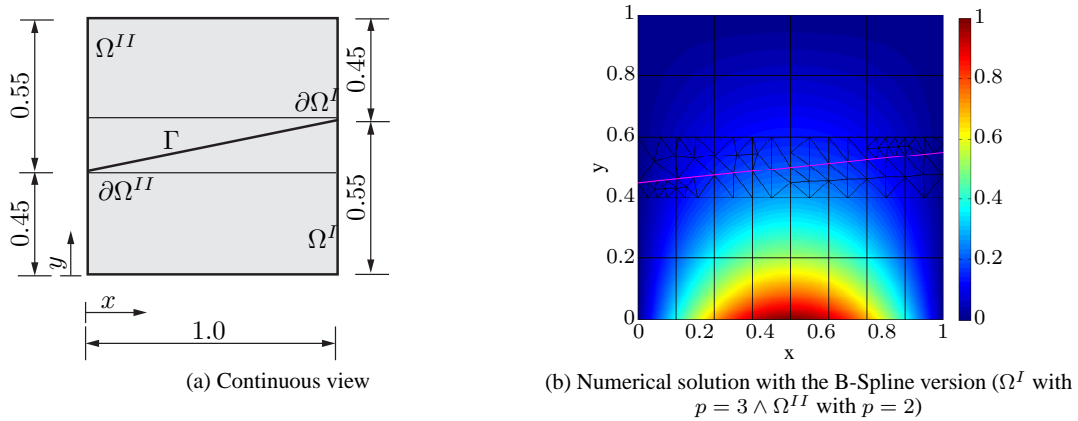 Ω^{II}
∂Ω^I
Γ
∂Ω^{II}
Ω^I
0.55
0.45
0.45
0.55
y
x
1.0
(a) Continuous view
1
0.8
0.6
0.4
0.2
0
y
0 0.2 0.4 0.6 0.8 1
x
1
0.8
0.6
0.4
0.2
0
(b) Numerical solution with the B-Spline version (Ω^I with
p = 3 ∧ Ω^{II} with p = 2)